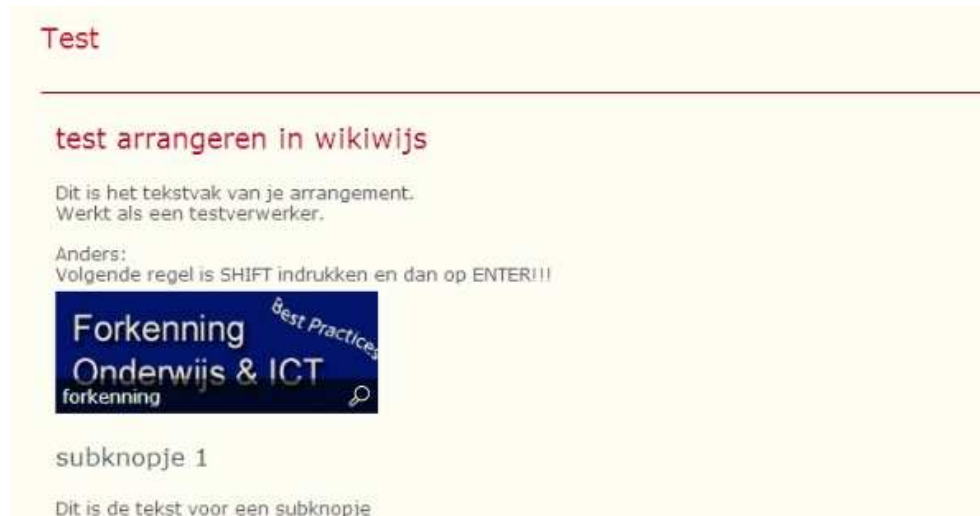 Test
test arrangeren in wikiwijs
Dit is het tekstvak van je arrangement.
Werkt als een testverwerker.
Anders:
Volgende regel is SHIFT indrukken en dan op ENTER!!!
Forkenning
Best Practices
Onderwijs & ICT
forkenning
subknopje 1
Dit is de tekst voor een subknopje